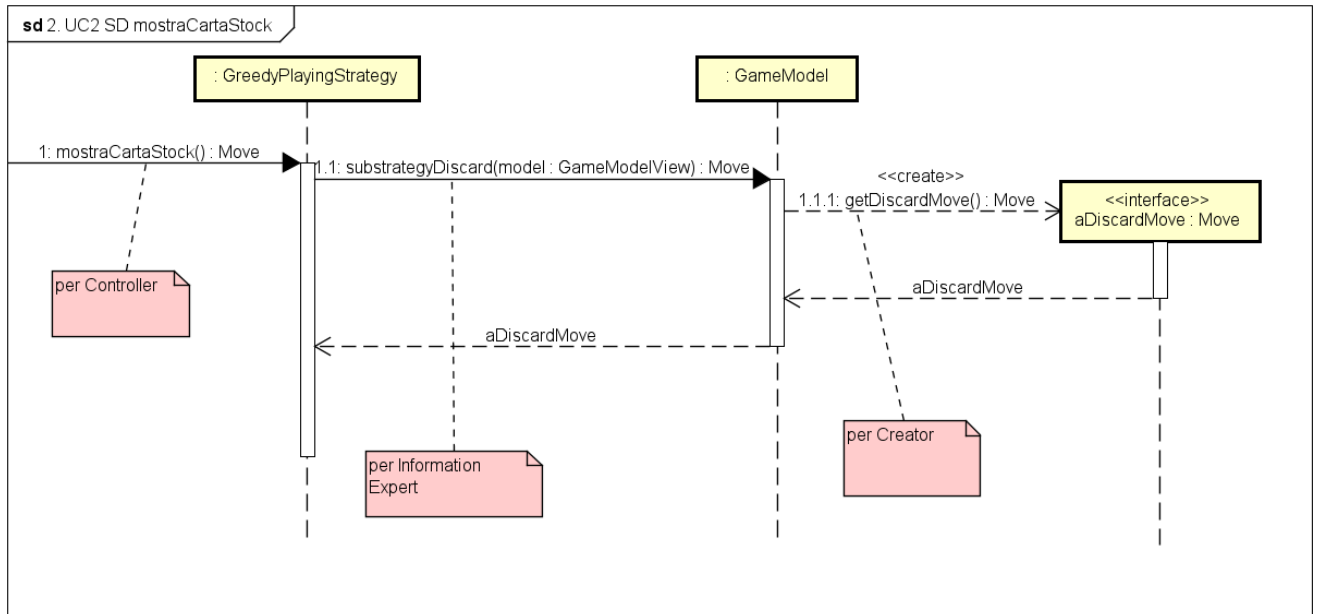 sd 2. UC2 SD mostraCartaStock
: GreedyPlayingStrategy
: GameModel
1: mostraCartaStock() : Move
1.1: substrategyDiscard(model : GameModelView) : Move
<<create>>
1.1.1: getDiscardMove() : Move
<<interface>>
aDiscardMove : Move
per Controller
aDiscardMove
aDiscardMove
per Creator
per Information
Expert